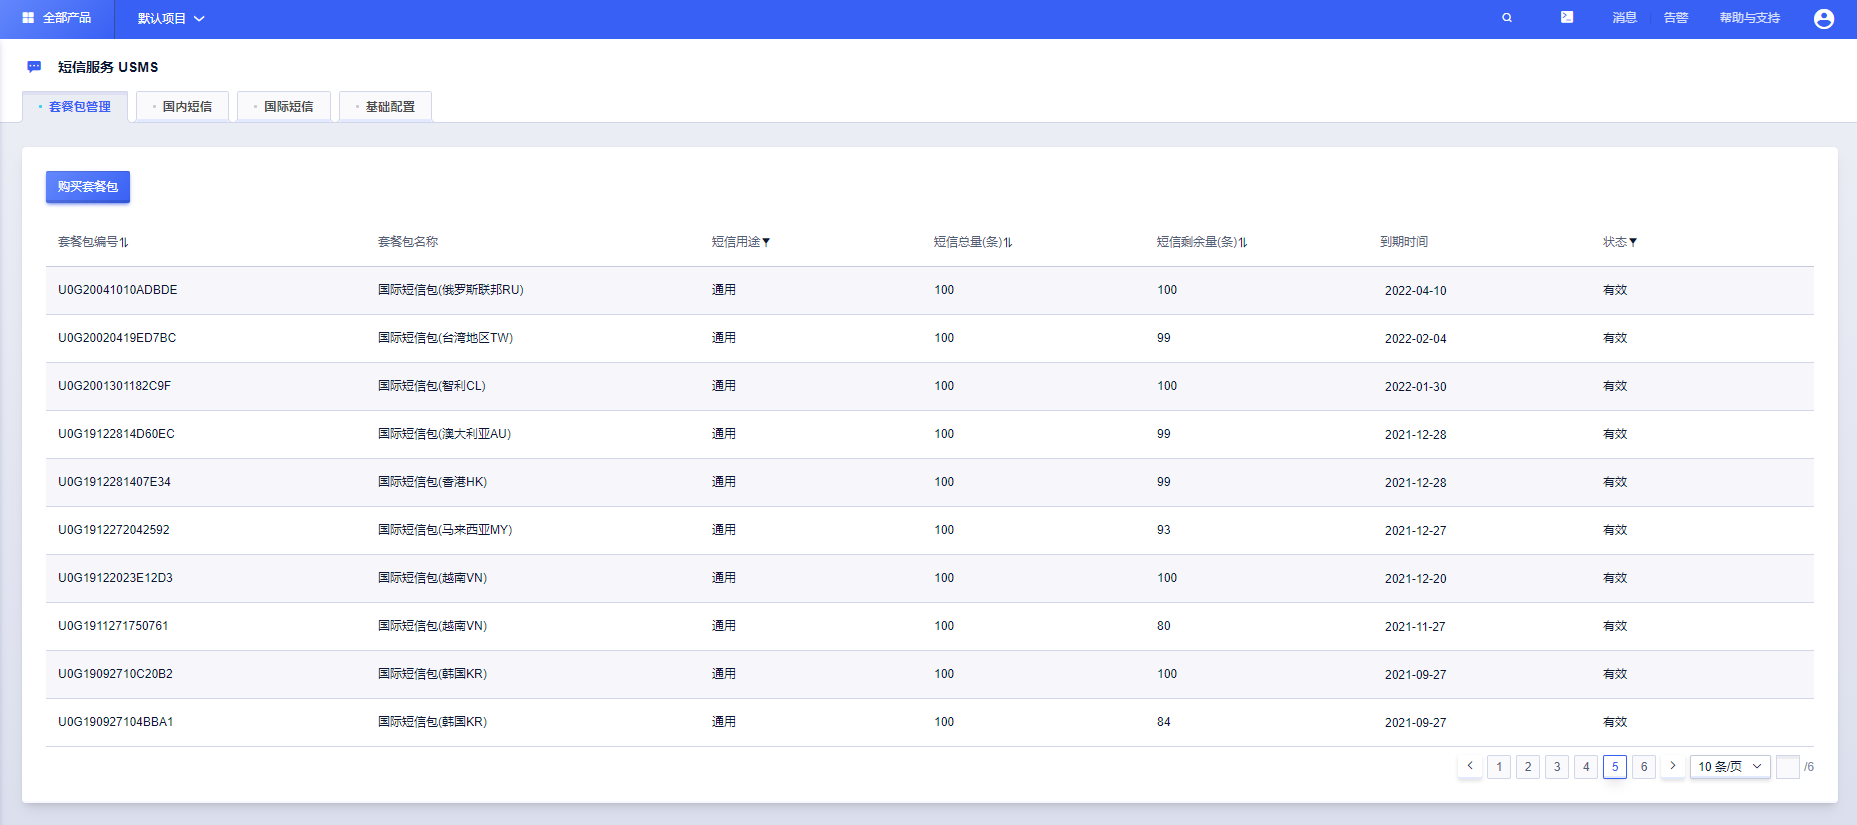 全部产品 默认项目 消息 告警 帮助与支持
短信服务 USMS
套餐包管理 国内短信 国际短信 基础配置
购买套餐包
套餐包编号 套餐包名称 短信用途 短信总量(条) 短信剩余量(条) 到期时间 状态
U0G20041010ADBDE 国际短信包(俄罗斯联邦RU) 通用 100 100 2022-04-10 有效
U0G20020419ED7BC 国际短信包(台湾地区TW) 通用 100 99 2022-02-04 有效
U0G2001301182C9F 国际短信包(智利CL) 通用 100 100 2022-01-30 有效
U0G19122814D60EC 国际短信包(澳大利亚AU) 通用 100 99 2021-12-28 有效
U0G1912281407E34 国际短信包(香港HK) 通用 100 99 2021-12-28 有效
U0G1912272042592 国际短信包(马来西亚MY) 通用 100 93 2021-12-27 有效
U0G19122023E12D3 国际短信包(越南VN) 通用 100 100 2021-12-20 有效
U0G1911271750761 国际短信包(越南VN) 通用 100 80 2021-11-27 有效
U0G19092710C20B2 国际短信包(韩国KR) 通用 100 100 2021-09-27 有效
U0G190927104BBA1 国际短信包(韩国KR) 通用 100 84 2021-09-27 有效
1 2 3 4 5 6 10 条/页 /6